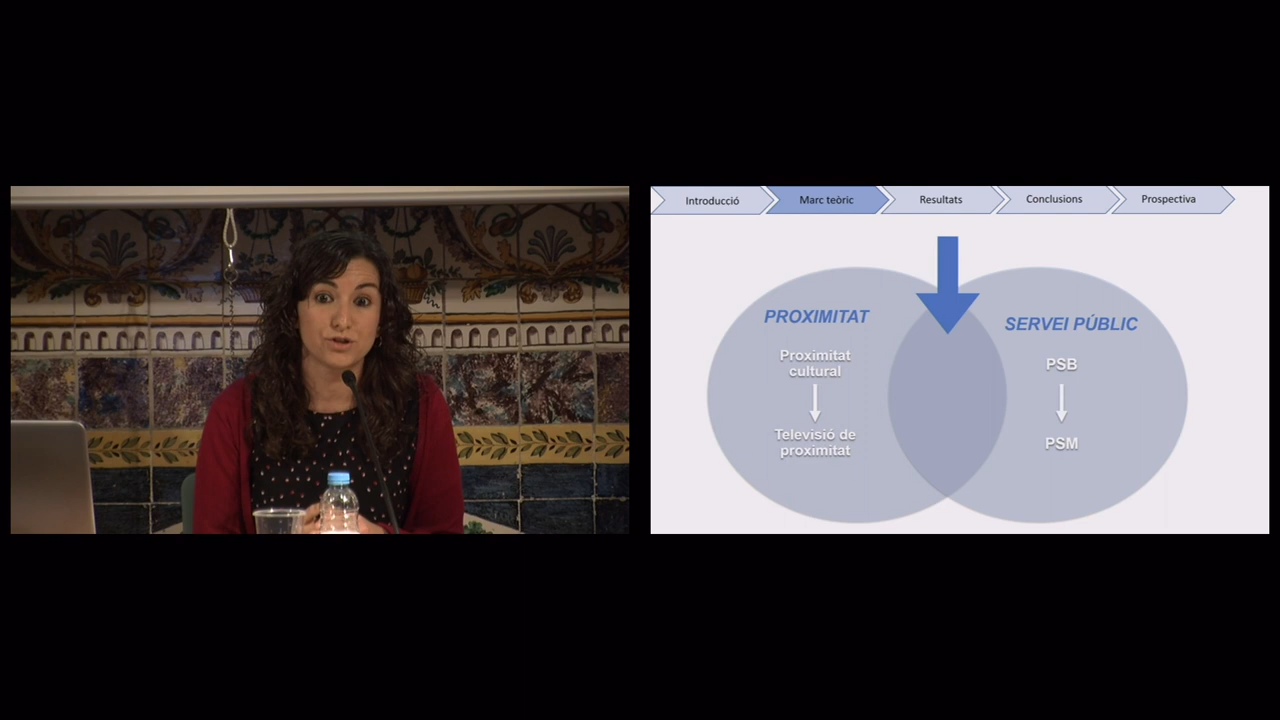 Introducció
Marc teòric
Resultats
Conclusions
Prospectiva
PROXIMITAT
Proximitat
cultural
Televisió de
proximitat
SERVEI PÚBLIC
PSB
PSM